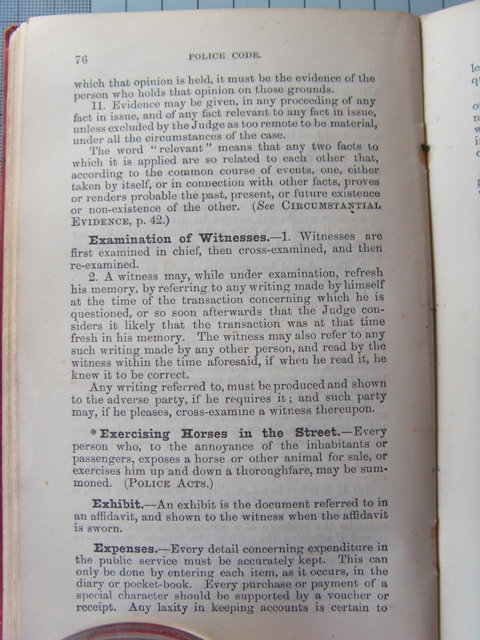 76
POLICE CODE.
which that opinion is held, it must be the evidence of the
person who holds that opinion on those grounds.
11. Evidence may be given, in any proceeding of any
fact in issue, and of any fact relevant to any fact in issue,
unless excluded by the Judge as too remote to be material,
under all the circumstances of the case.
The word "relevant" means that any two facts to
which it is applied are so related to each other that,
according to the common course of events, one, either
taken by itself, or in connection with other facts, proves
or renders probable the past, present, or future existence
or non-existence of the other. (See CIRCUMSTANTIAL
EVIDENCE, p. 42.)
Examination of Witnesses.—1. Witnesses are
first examined in chief, then cross-examined, and then
re-examined.
2. A witness may, while under examination, refresh
his memory, by referring to any writing made by himself
at the time of the transaction concerning which he is
questioned, or so soon afterwards that the Judge con-
siders it likely that the transaction was at that time
fresh in his memory. The witness may also refer to any
such writing made by any other person, and read by the
witness within the time aforesaid, if when he read it, he
knew it to be correct.
Any writing referred to, must be produced and shown
to the adverse party, if he requires it; and such party
may, if he pleases, cross-examine a witness thereupon.
*Exercising Horses in the Street.—Every
person who, to the annoyance of the inhabitants or
passengers, exposes a horse or other animal for sale, or
exercises him up and down a thoroughfare, may be sum-
moned. (POLICE ACTS.)
Exhibit.—An exhibit is the document referred to in
an affidavit, and shown to the witness when the affidavit
is sworn.
Expenses.—Every detail concerning expenditure in
the public service must be accurately kept. This can
only be done by entering each item, as it occurs, in the
diary or pocket-book. Every purchase or payment of a
special character should be supported by a voucher or
receipt. Any laxity in keeping accounts is certain to